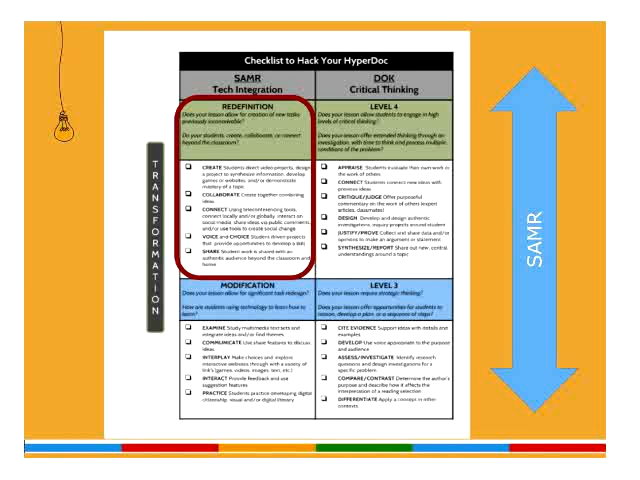 Checklist to Hack Your HyperDoc
SAMR
Tech Integration
DOK
Critical Thinking
REDEFINITION
Does your lesson allow for creation of new tasks
previously inconceivable?
Do your students, create, collaborate, or connect
beyond the classroom?
LEVEL 4
Does your lesson allow students to engage in high
levels of critical thinking?
Does your lesson offer extended thinking through an
investigation, with time to think and process multiple
conditions of the problem?
CREATE Students direct video projects, design
a project to synthesize information, develop
games or websites, and/or demonstrate
mastery of a topic
COLLABORATE Create together combining
ideas
CONNECT Using teleconferencing tools,
connect locally and/or globally, interact on
social media, share ideas via public comments,
and/or use tools to create social change
VOICE and CHOICE Student driven projects
that provide opportunities to develop a skill
SHARE Student work is shared with an
authentic audience beyond the classroom and
home
APPRAISE Students evaluate their own work or
the work of others
CONNECT Students connect new ideas with
previous ideas
CRITIQUE/JUDGE Offer purposeful
commentary on the work of others (expert
articles, classmates)
DESIGN Develop and design authentic
investigations, inquiry projects around student
JUSTIFY/PROVE Collect and share data and/or
opinions to make an argument or statement
SYNTHESIZE/REPORT Share out new, central
understandings around a topic
MODIFICATION
Does your lesson allow for significant task redesign?
How are students using technology to learn how to
learn?
LEVEL 3
Does your lesson require strategic thinking?
Does your lesson offer opportunities for students to
reason, develop a plan, or a sequence of steps?
EXAMINE Study multimedia text sets and
integrate ideas and/or find themes.
COMMUNICATE Use share features to discuss
ideas.
INTERPLAY Make choices and explore
interactive websites through with a variety of
link's (games, videos, images, text, etc.)
INTERACT Provide feedback and use
suggestion features
PRACTICE Students practice developing digital
citizenship, visual and/or digital literacy
CITE EVIDENCE Support ideas with details and
examples
DEVELOP Use voice appropriate to the purpose
and audience
ASSESS/INVESTIGATE Identify research
questions and design investigations for a
specific problem
COMPARE/CONTRAST Determine the author's
purpose and describe how it affects the
interpretation of a reading selection
DIFFERENTIATE Apply a concept in other
contexts
TRANSFORMATION
SAMR